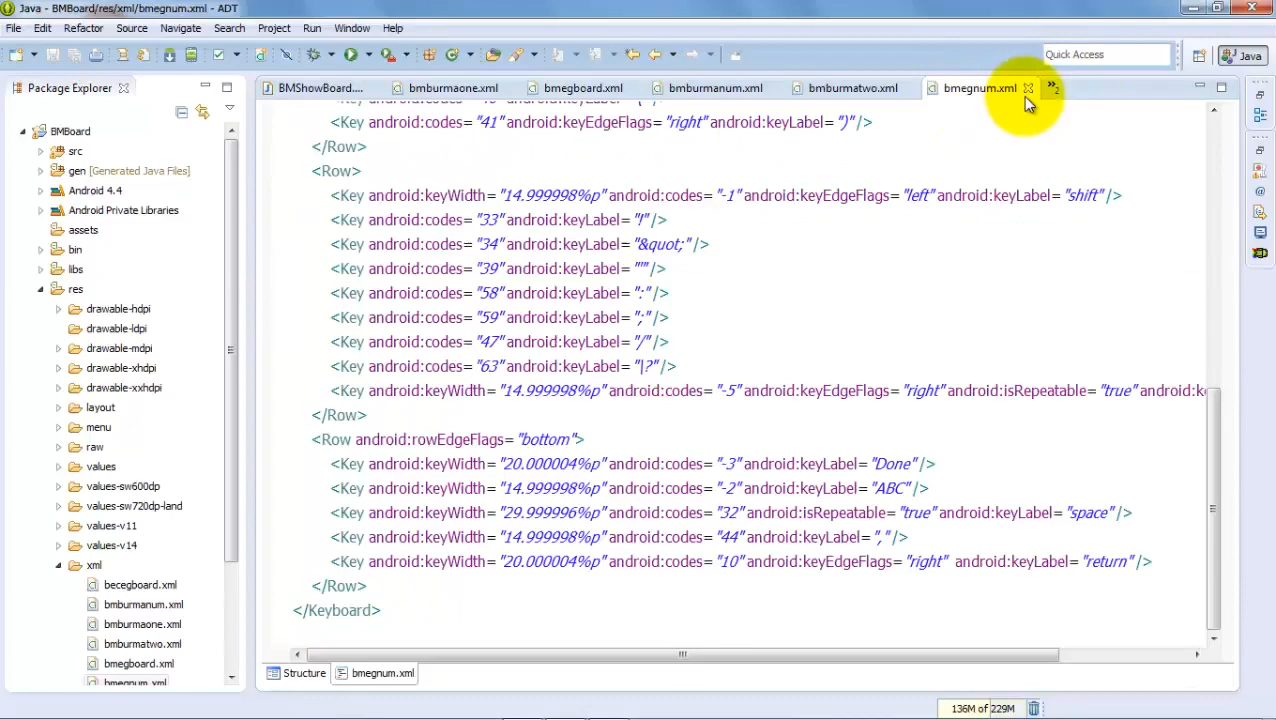 Java - BMBoard/res/xml/bmegnum.xml - ADT
File Edit Refactor Source Navigate Search Project Run Window Help
Quick Access
Java
Package Explorer
BMShowBoard.... bmburmaone.xml bmegboard.xml bmburmanum.xml bmburmatwo.xml bmegnum.xml »2
BMBoard
src
gen [Generated Java Files]
Android 4.4
Android Private Libraries
assets
bin
libs
res
drawable-hdpi
drawable-ldpi
drawable-mdpi
drawable-xhdpi
drawable-xxhdpi
layout
menu
raw
values
values-sw600dp
values-sw720dp-land
values-v11
values-v14
xml
becegboard.xml
bmburmanum.xml
bmburmaone.xml
bmburmatwo.xml
bmegboard.xml
bmegnum.xml
<Key android:codes="41" android:keyEdgeFlags="right" android:keyLabel=")"/>
</Row>
<Row>
<Key android:keyWidth="14.999998%p" android:codes="-1" android:keyEdgeFlags="left" android:keyLabel="shift"/>
<Key android:codes="33" android:keyLabel="!"/>
<Key android:codes="34" android:keyLabel="&quot;"/>
<Key android:codes="39" android:keyLabel="'"/>
<Key android:codes="58" android:keyLabel=":"/>
<Key android:codes="59" android:keyLabel=";"/>
<Key android:codes="47" android:keyLabel="/"/>
<Key android:codes="63" android:keyLabel="\?"/>
<Key android:keyWidth="14.999998%p" android:codes="-5" android:keyEdgeFlags="right" android:isRepeatable="true" android:ke
</Row>
<Row android:rowEdgeFlags="bottom">
<Key android:keyWidth="20.000004%p" android:codes="-3" android:keyLabel="Done"/>
<Key android:keyWidth="14.999998%p" android:codes="-2" android:keyLabel="ABC"/>
<Key android:keyWidth="29.999996%p" android:codes="32" android:isRepeatable="true" android:keyLabel="space"/>
<Key android:keyWidth="14.999998%p" android:codes="44" android:keyLabel=","/>
<Key android:keyWidth="20.000004%p" android:codes="10" android:keyEdgeFlags="right" android:keyLabel="return"/>
</Row>
</Keyboard>
Structure bmegnum.xml
136M of 229M